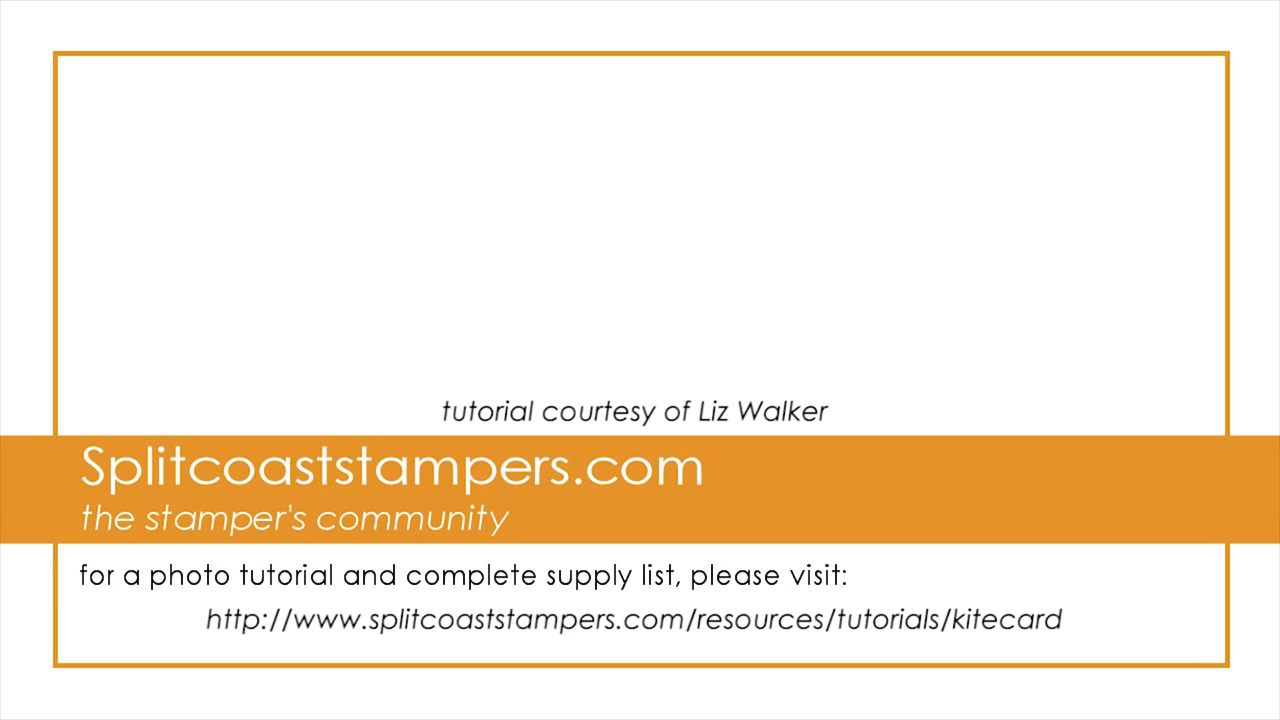 tutorial courtesy of Liz Walker
Splitcoaststampers.com
the stamper's community
for a photo tutorial and complete supply list, please visit:
http://www.splitcoaststampers.com/resources/tutorials/kitecard